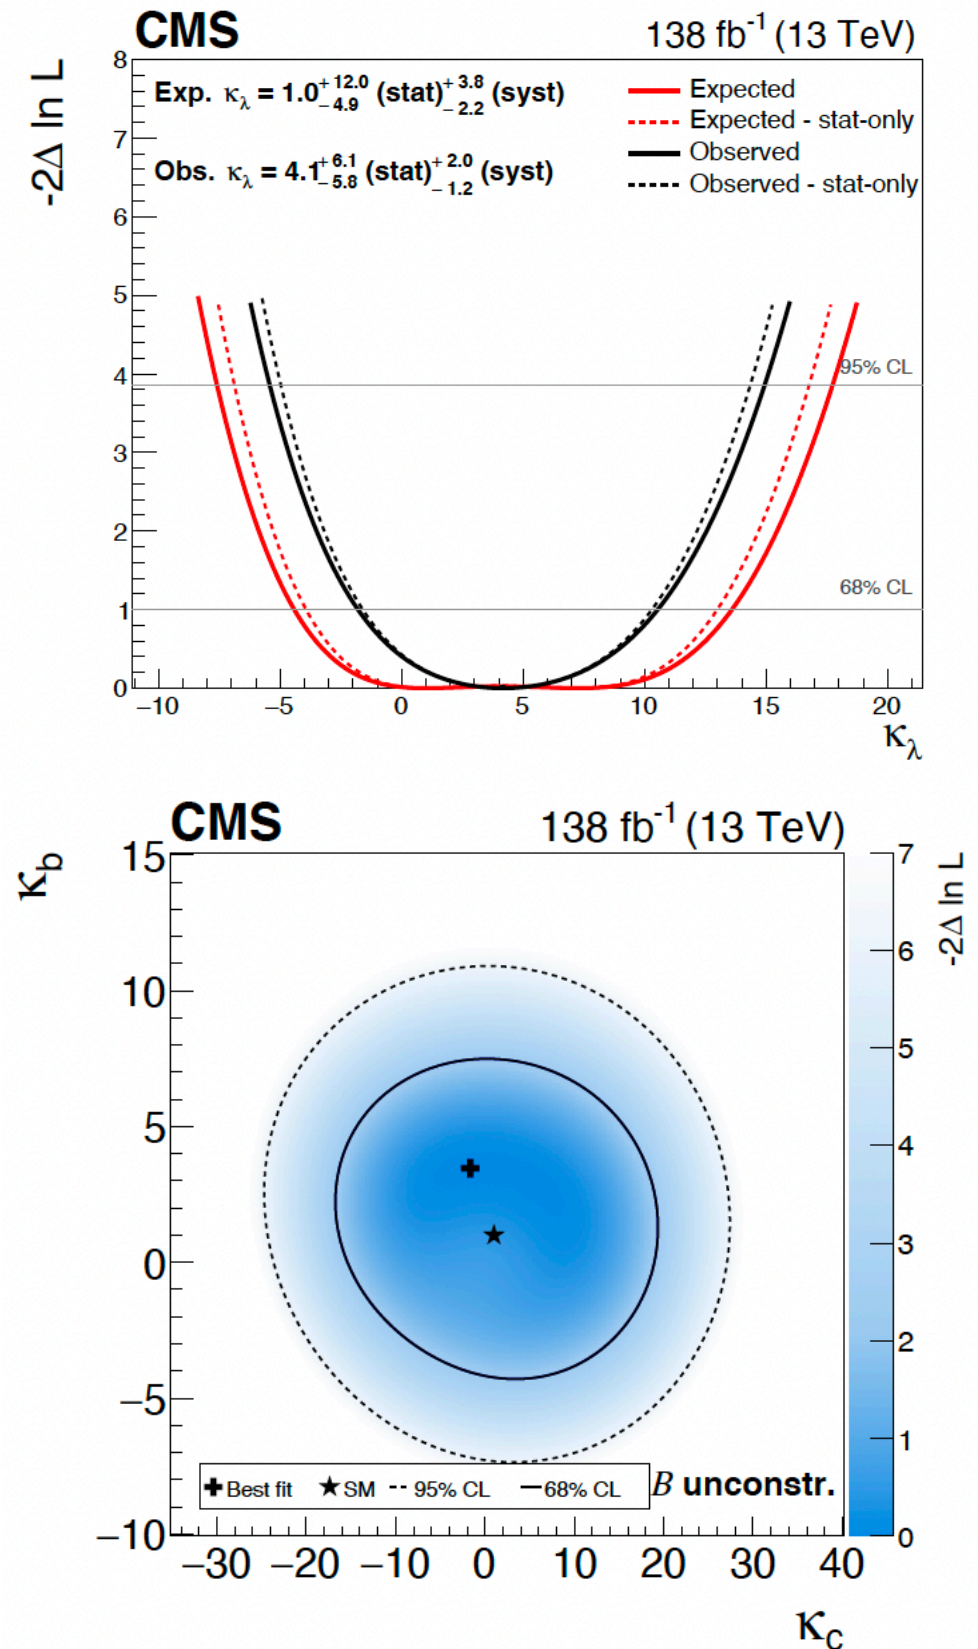 CMS 138 fb⁻¹ (13 TeV)
-2Δ ln L
8
7
6
5
4
3
2
1
0
Exp. κλ = 1.0 +12.0 −4.9 (stat) +3.8 −2.2 (syst)
Obs. κλ = 4.1 +6.1 −5.8 (stat) +2.0 −1.2 (syst)
Expected
Expected - stat-only
Observed
Observed - stat-only
95% CL
68% CL
−10 −5 0 5 10 15 20
κλ
CMS 138 fb⁻¹ (13 TeV)
κb
15
10
5
0
−5
−10
7
6
5
4
3
2
1
0
-2Δ ln L
Best fit SM 95% CL 68% CL B unconstr.
−30 −20 −10 0 10 20 30 40
κc